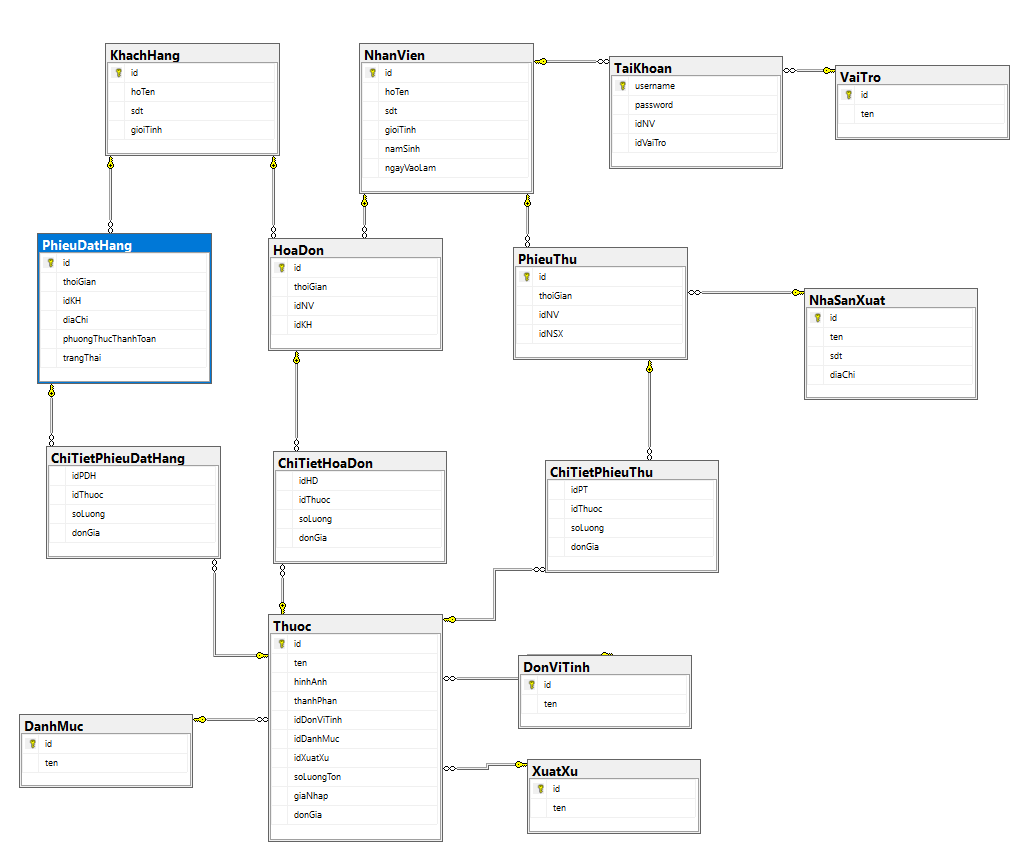 KhachHang
id
hoTen
sdt
gioiTinh
NhanVien
id
hoTen
sdt
gioiTinh
namSinh
ngayVaoLam
TaiKhoan
username
password
idNV
idVaiTro
VaiTro
id
ten
PhieuDatHang
id
thoiGian
idKH
diaChi
phuongThucThanhToan
trangThai
HoaDon
id
thoiGian
idNV
idKH
PhieuThu
id
thoiGian
idNV
idNSX
NhaSanXuat
id
ten
sdt
diaChi
ChiTietPhieuDatHang
idPDH
idThuoc
soLuong
donGia
ChiTietHoaDon
idHD
idThuoc
soLuong
donGia
ChiTietPhieuThu
idPT
idThuoc
soLuong
donGia
Thuoc
id
ten
hinhAnh
thanhPhan
idDonViTinh
idDanhMuc
idXuatXu
soLuongTon
giaNhap
donGia
DonViTinh
id
ten
DanhMuc
id
ten
XuatXu
id
ten